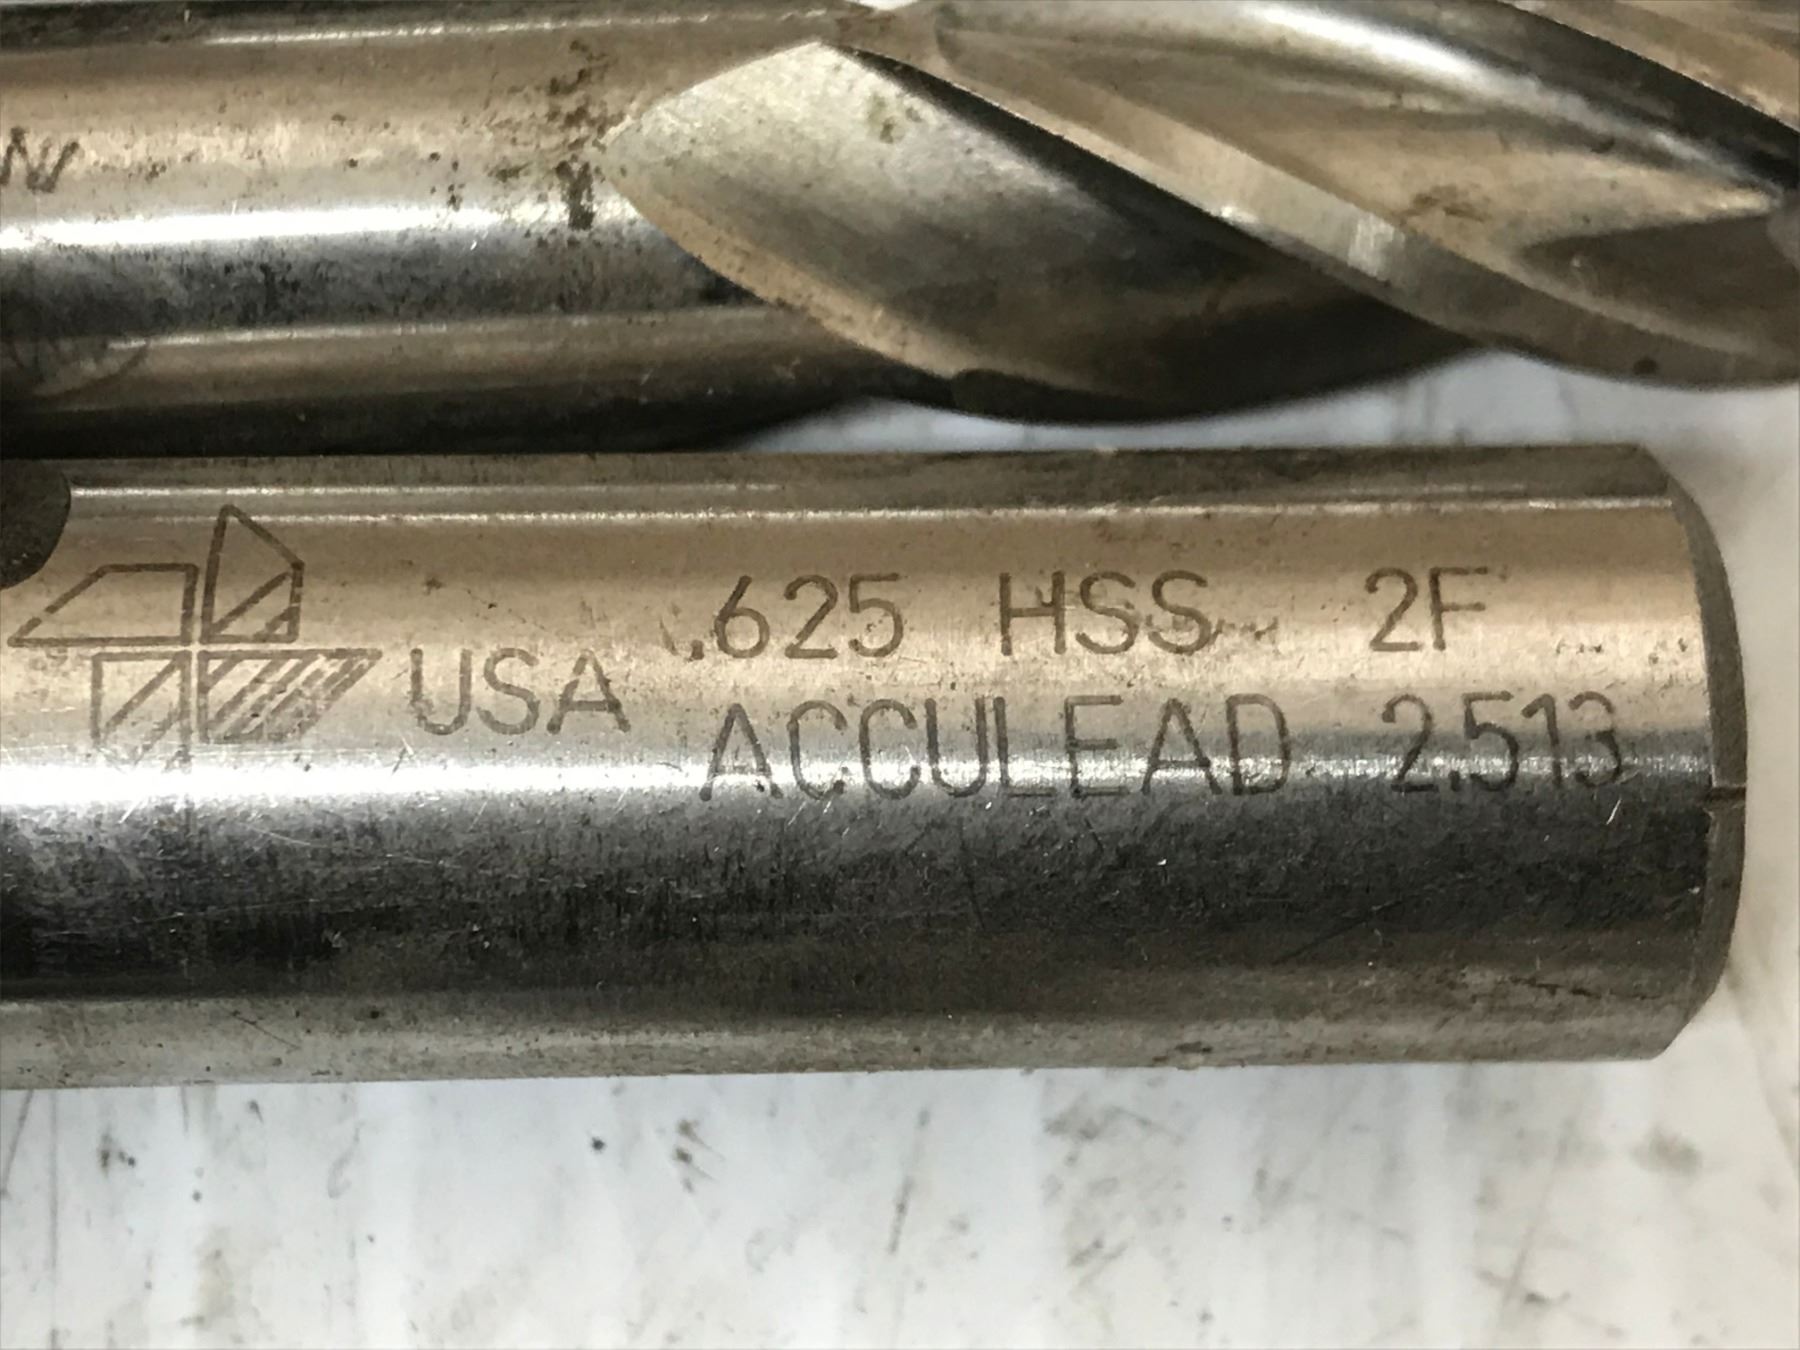 N
.625 HSS 2F
USA
ACCULEAD 2.513